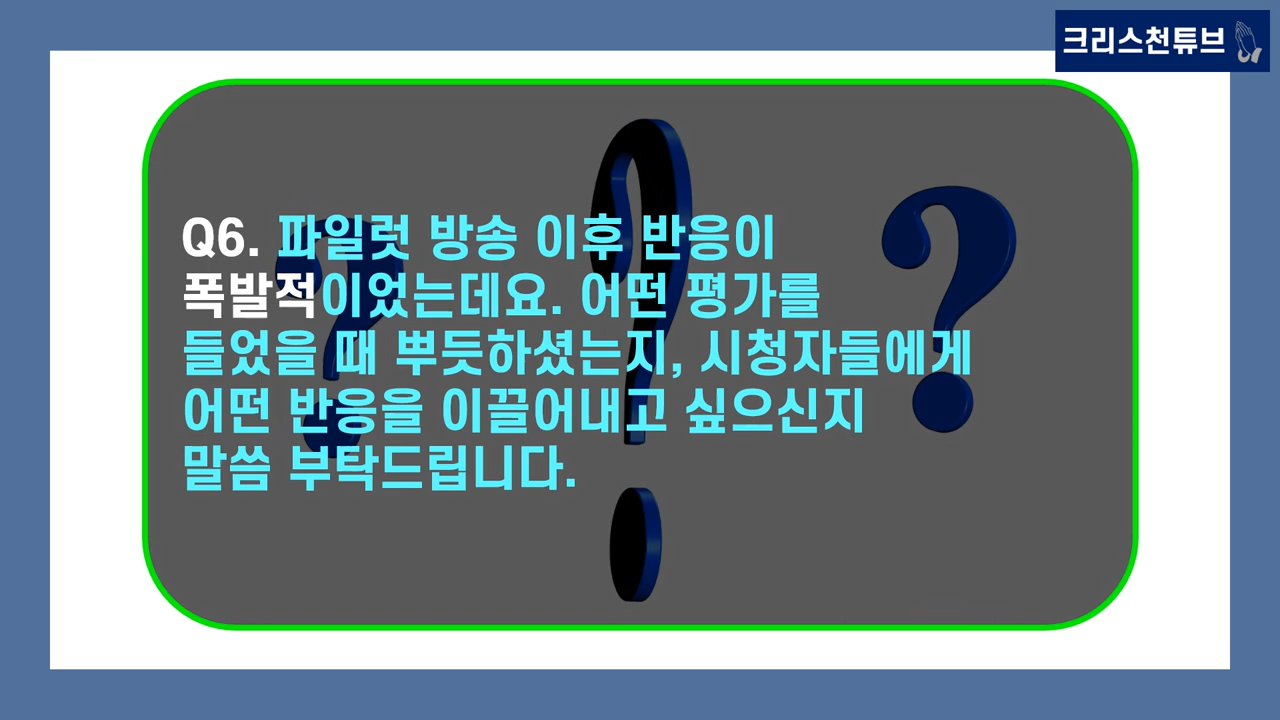 크리스천튜브
Q6. 파일럿 방송 이후 반응이
폭발적이었는데요. 어떤 평가를
들었을 때 뿌듯하셨는지, 시청자들에게
어떤 반응을 이끌어내고 싶으신지
말씀 부탁드립니다.